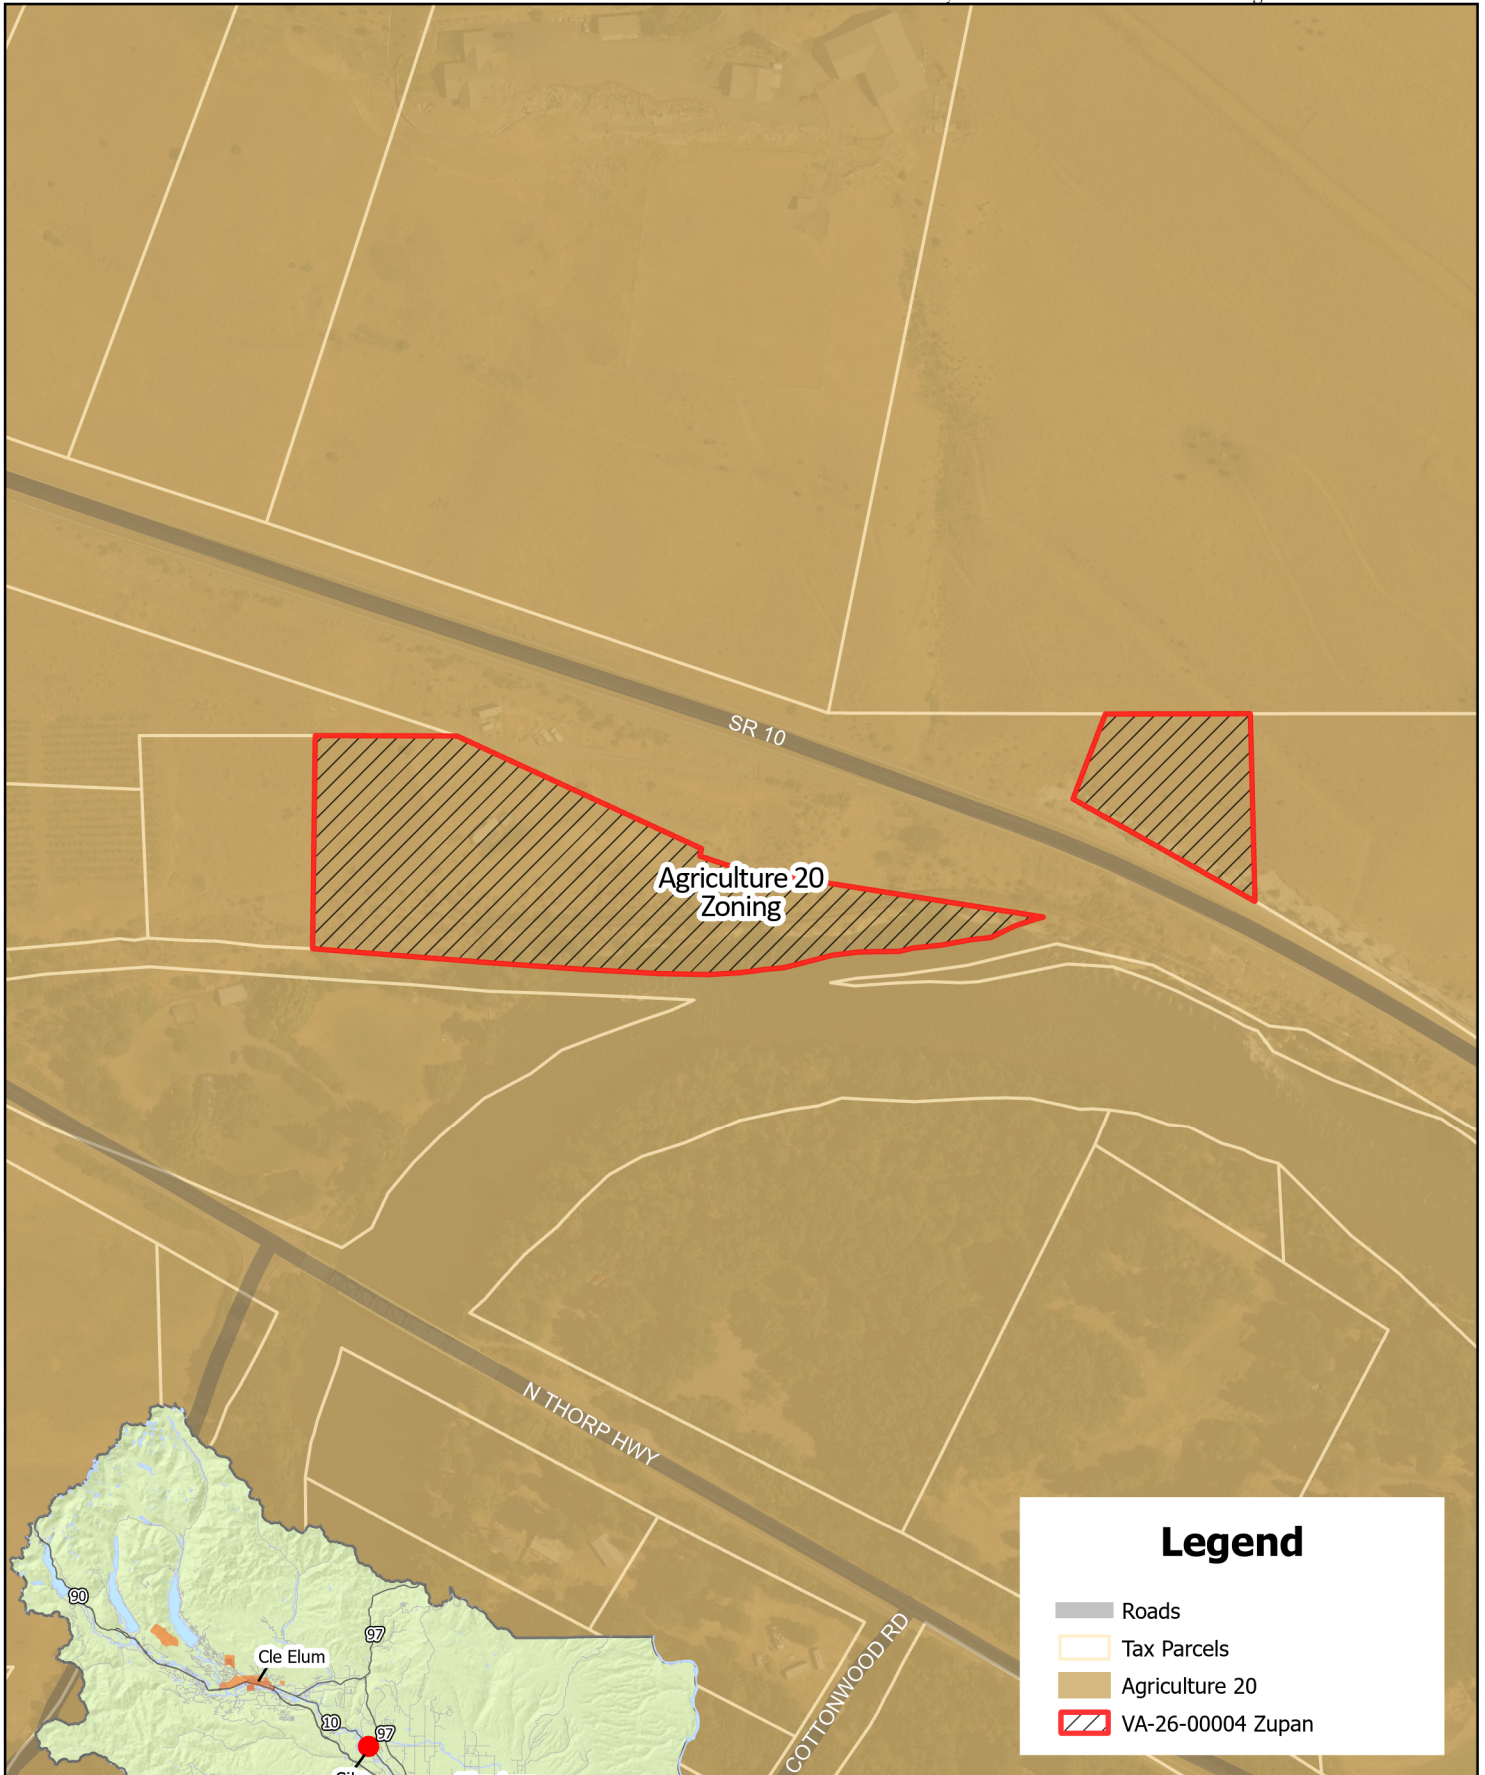 SR 10
Agriculture 20
Zoning
N THORP HWY
COTTONWOOD RD
90
97
Cle Elum
10
97
Legend
Roads
Tax Parcels
Agriculture 20
VA-26-00004 Zupan